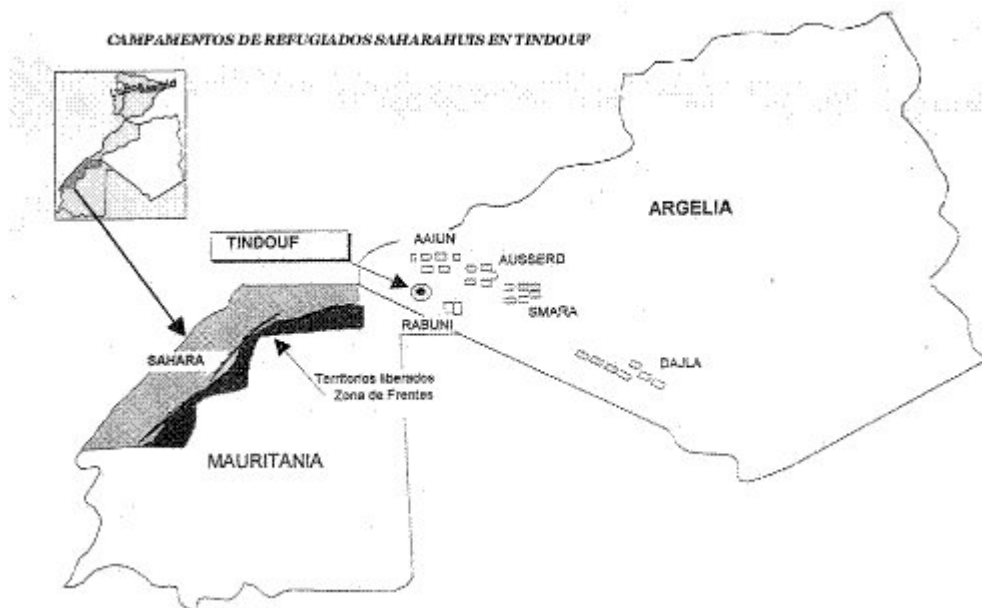 CAMPAMENTOS DE REFUGIADOS SAHARAHUIS EN TINDOUF
ARGELIA
TINDOUF
AAIUN
AUSSERD
SMARA
RABUNI
SAHARA
DAJLA
Territorios liberados
Zona de Frentes
MAURITANIA